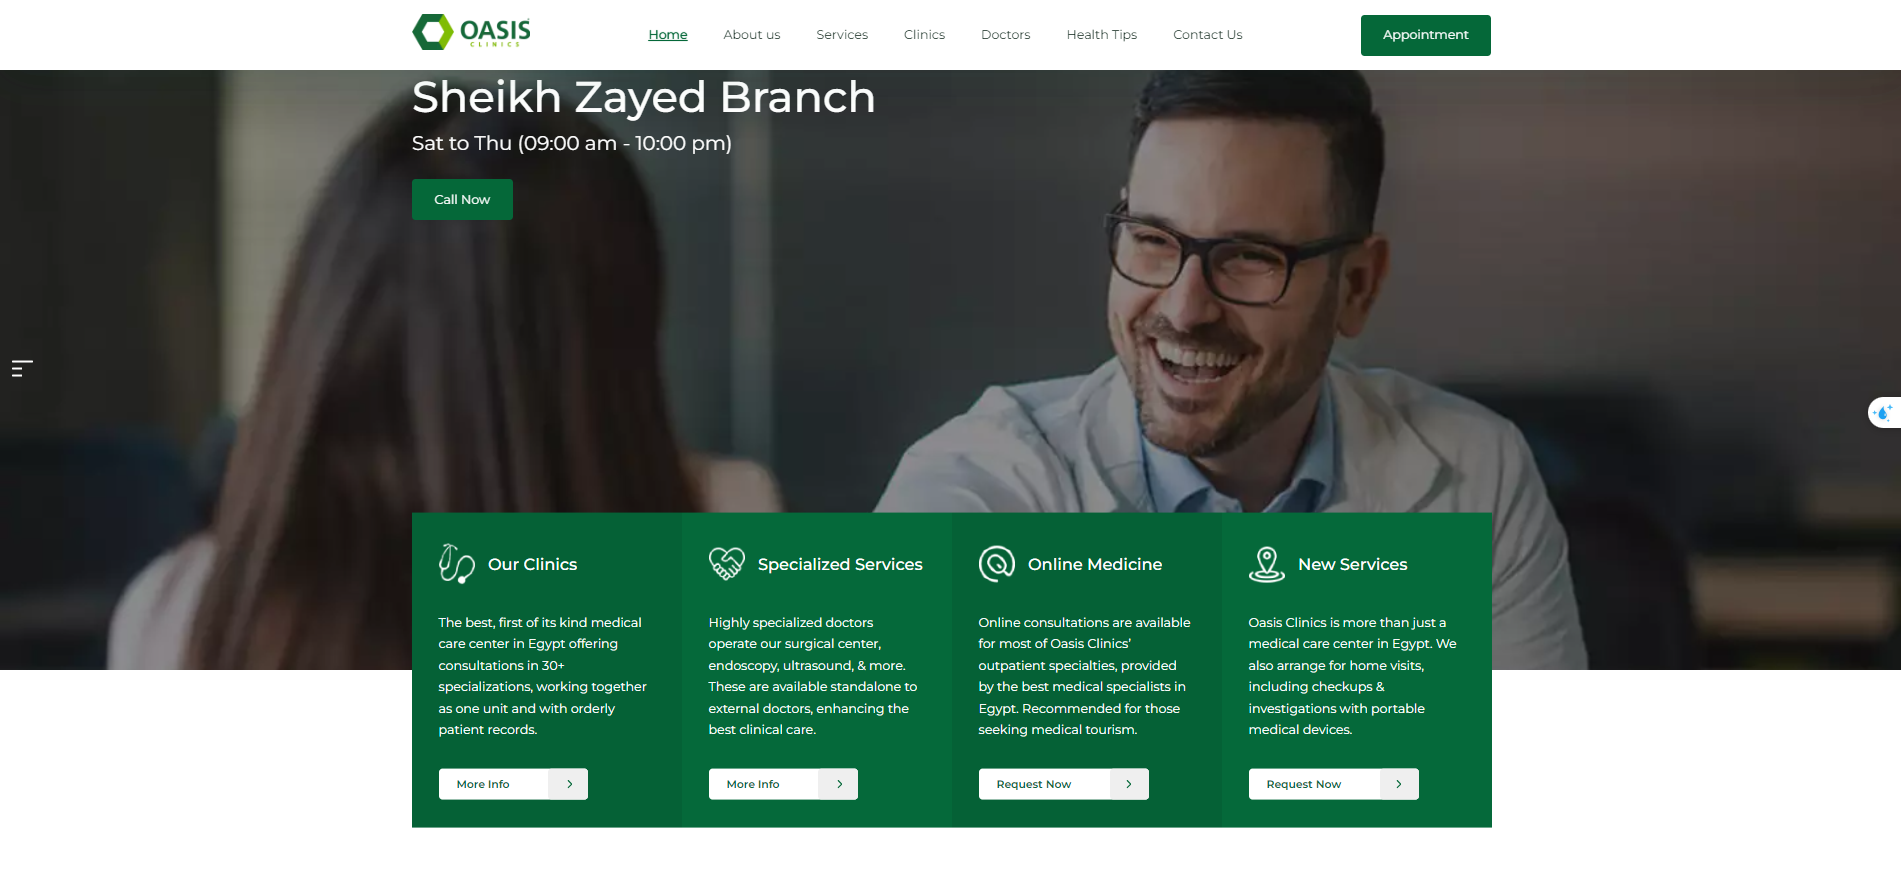 OASIS
CLINICS
Home
About us
Services
Clinics
Doctors
Health Tips
Contact Us
Appointment
Sheikh Zayed Branch
Sat to Thu (09:00 am - 10:00 pm)
Call Now
Our Clinics
The best, first of its kind medical
care center in Egypt offering
consultations in 30+
specializations, working together
as one unit and with orderly
patient records.
More Info
Specialized Services
Highly specialized doctors
operate our surgical center,
endoscopy, ultrasound, & more.
These are available standalone to
external doctors, enhancing the
best clinical care.
More Info
Online Medicine
Online consultations are available
for most of Oasis Clinics’
outpatient specialties, provided
by the best medical specialists in
Egypt. Recommended for those
seeking medical tourism.
Request Now
New Services
Oasis Clinics is more than just a
medical care center in Egypt. We
also arrange for home visits,
including checkups &
investigations with portable
medical devices.
Request Now